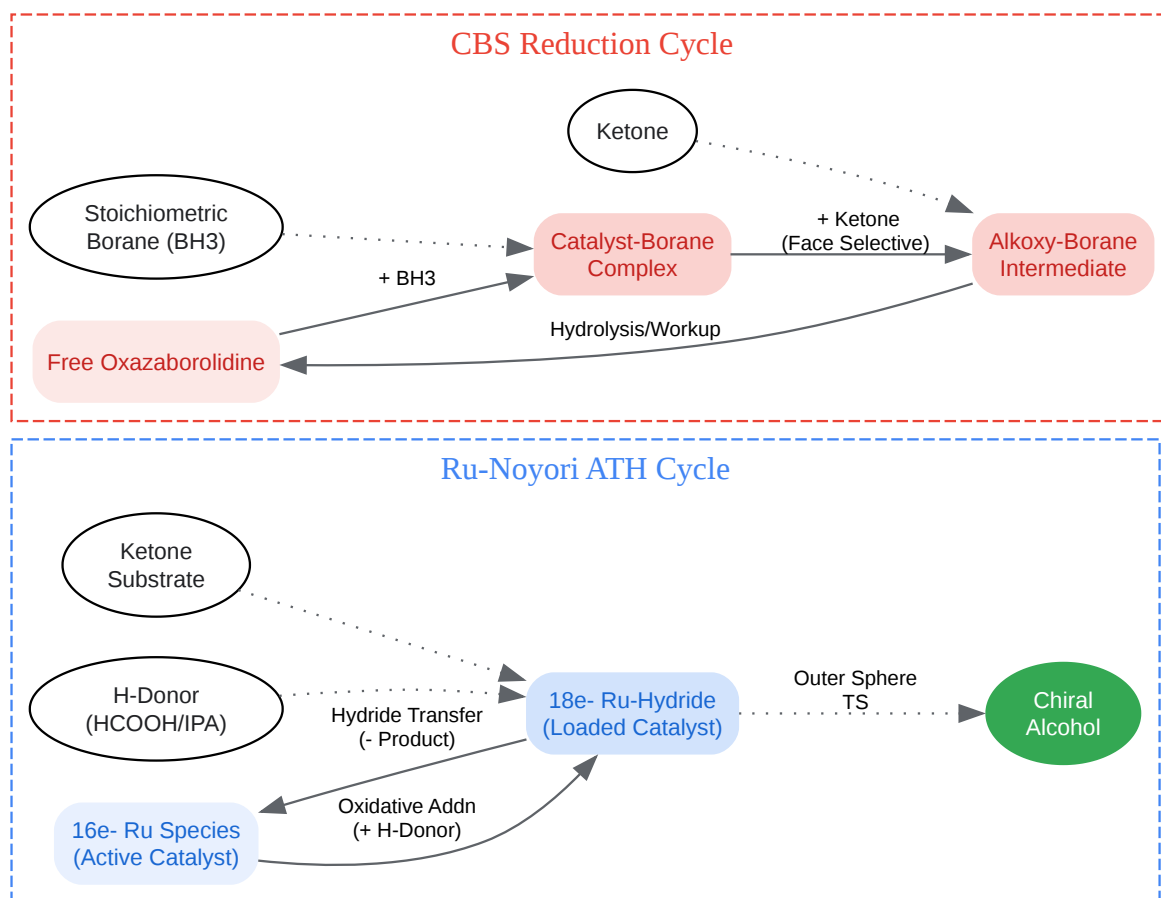 CBS Reduction Cycle
Ketone
Stoichiometric
Borane (BH3)
+ BH3
Catalyst-Borane
Complex
+ Ketone
(Face Selective)
Alkoxy-Borane
Intermediate
Hydrolysis/Workup
Free Oxazaborolidine
Ru-Noyori ATH Cycle
Ketone
Substrate
H-Donor
(HCOOH/IPA)
Hydride Transfer
(- Product)
18e- Ru-Hydride
(Loaded Catalyst)
Outer Sphere
TS
Chiral
Alcohol
Oxidative Addn
(+ H-Donor)
16e- Ru Species
(Active Catalyst)